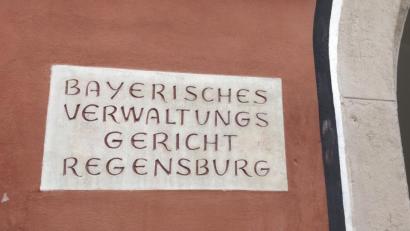 BAYERISCHES
VERWALTUNGS
GERICHT
REGENSBURG